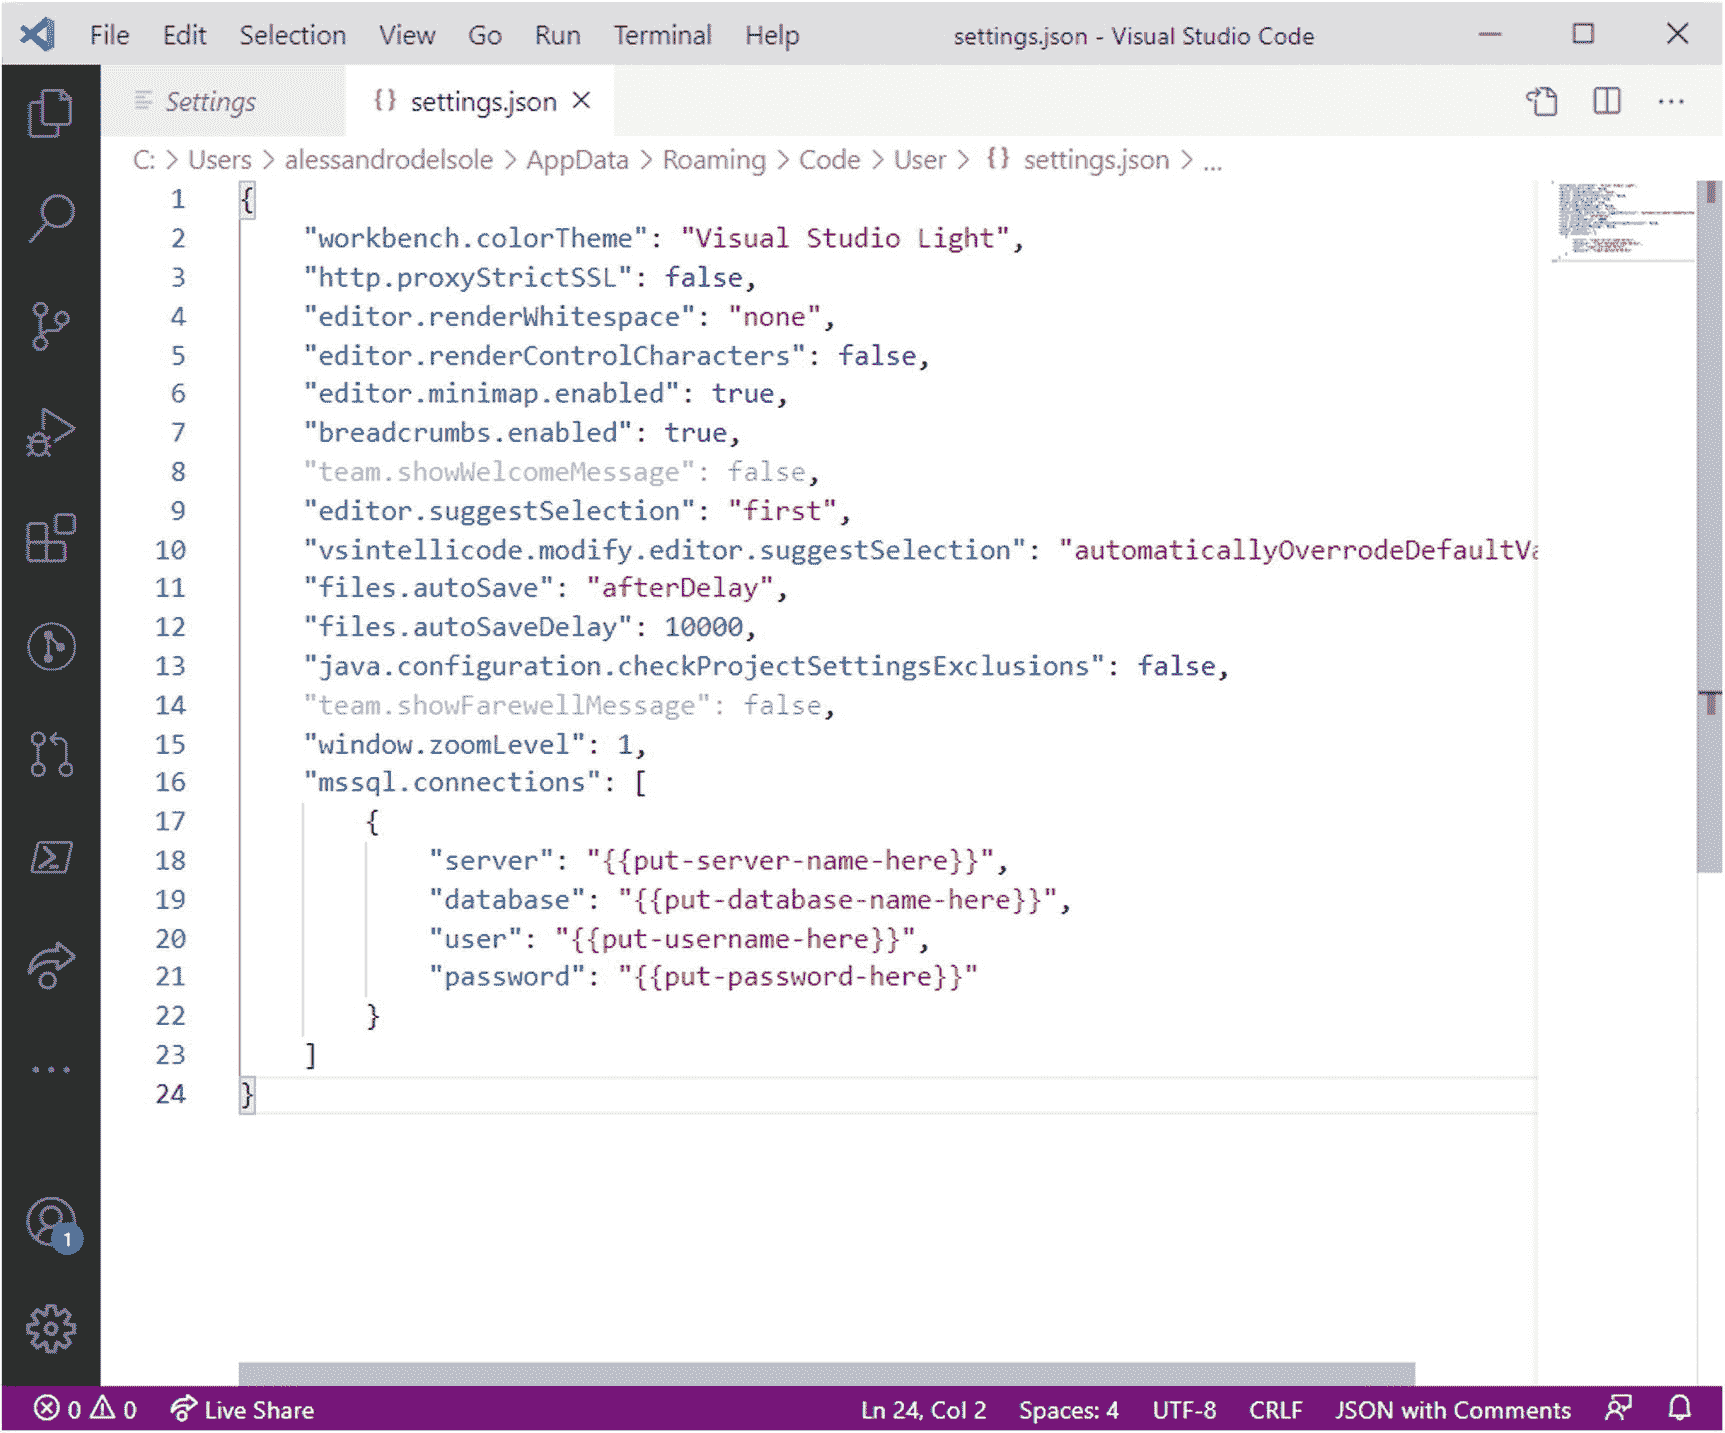 File Edit Selection View Go Run Terminal Help settings.json - Visual Studio Code
Settings {} settings.json ×
C: > Users > alessandrodelsole > AppData > Roaming > Code > User > {} settings.json > ...
1 {
2 "workbench.colorTheme": "Visual Studio Light",
3 "http.proxyStrictSSL": false,
4 "editor.renderWhitespace": "none",
5 "editor.renderControlCharacters": false,
6 "editor.minimap.enabled": true,
7 "breadcrumbs.enabled": true,
8 "team.showWelcomeMessage": false,
9 "editor.suggestSelection": "first",
10 "vsintellicode.modify.editor.suggestSelection": "automaticallyOverrodeDefaultVa
11 "files.autoSave": "afterDelay",
12 "files.autoSaveDelay": 10000,
13 "java.configuration.checkProjectSettingsExclusions": false,
14 "team.showFarewellMessage": false,
15 "window.zoomLevel": 1,
16 "mssql.connections": [
17 {
18 "server": "{{put-server-name-here}}",
19 "database": "{{put-database-name-here}}",
20 "user": "{{put-username-here}}",
21 "password": "{{put-password-here}}"
22 }
23 ]
24 }
1
0 0 Live Share Ln 24, Col 2 Spaces: 4 UTF-8 CRLF JSON with Comments